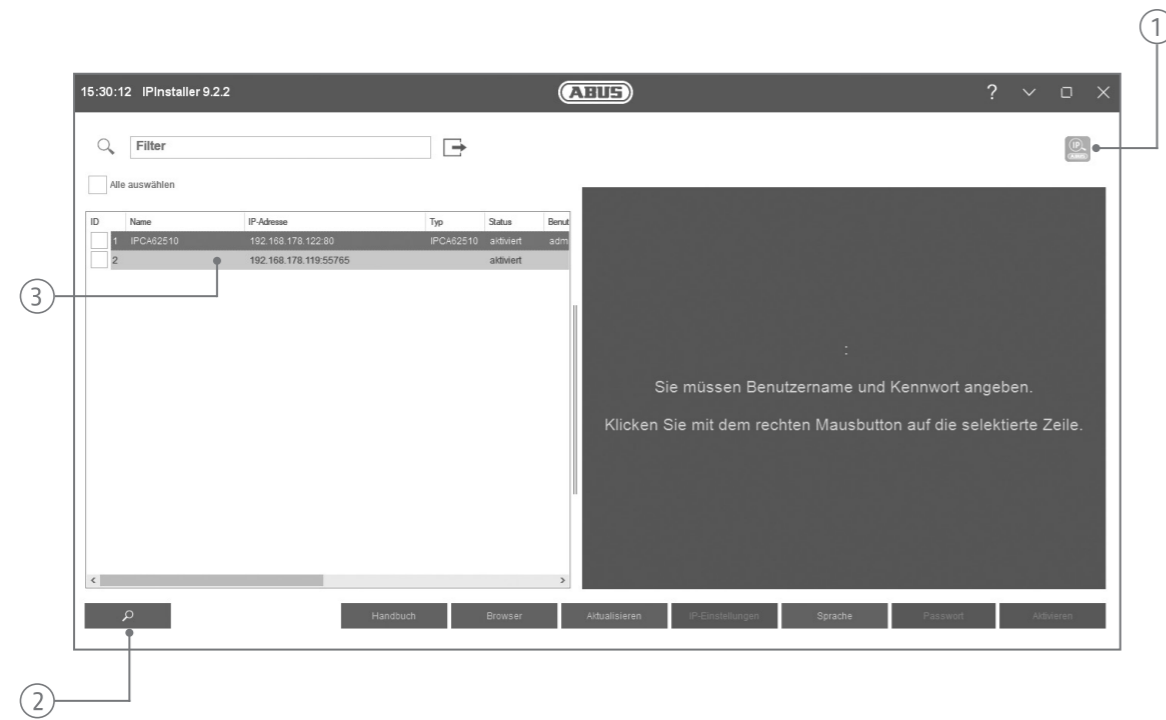 1
15:30:12 IPInstaller 9.2.2 ABUS ?
Filter
IP
Alle auswählen
ID Name IP-Adresse Typ Status Benut
1 IPCA62510 192.168.178.122:80 IPCA62510 aktiviert adm
2 192.168.178.119:55765 aktiviert
3
:
Sie müssen Benutzername und Kennwort angeben.
Klicken Sie mit dem rechten Mausbutton auf die selektierte Zeile.
Handbuch Browser Aktualisieren IP-Einstellungen Sprache Passwort Aktivieren
2